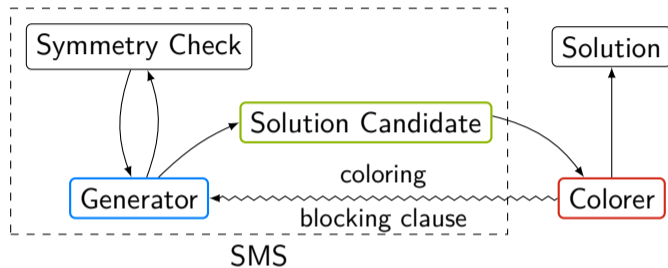 Symmetry Check
Solution
Solution Candidate
coloring
Generator
Colorer
blocking clause
SMS